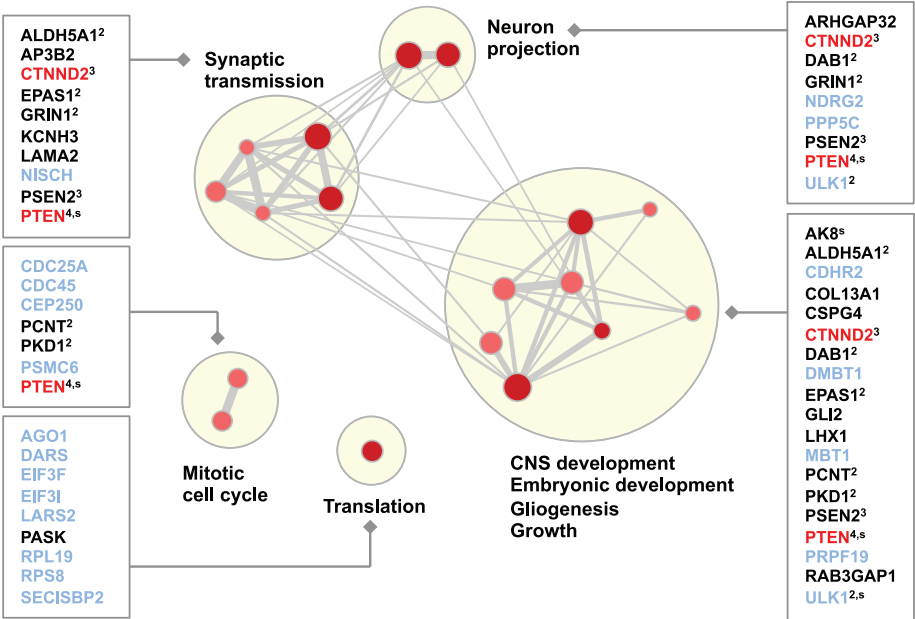 ALDH5A1²
AP3B2
CTNND2³
EPAS1²
GRIN1²
KCNH3
LAMA2
NISCH
PSEN2³
PTEN⁴,ˢ
Synaptic
transmission
Neuron
projection
ARHGAP32
CTNND2³
DAB1²
GRIN1²
NDRG2
PPP5C
PSEN2³
PTEN⁴,ˢ
ULK1²
CDC25A
CDC45
CEP250
PCNT²
PKD1²
PSMC6
PTEN⁴,ˢ
Mitotic
cell cycle
AGO1
DARS
EIF3F
EIF3I
LARS2
PASK
RPL19
RPS8
SECISBP2
Translation
CNS development
Embryonic development
Gliogenesis
Growth
AK8ˢ
ALDH5A1²
CDHR2
COL13A1
CSPG4
CTNND2³
DAB1²
DMBT1
EPAS1²
GLI2
LHX1
MBT1
PCNT²
PKD1²
PSEN2³
PTEN⁴,ˢ
PRPF19
RAB3GAP1
ULK1²,ˢ